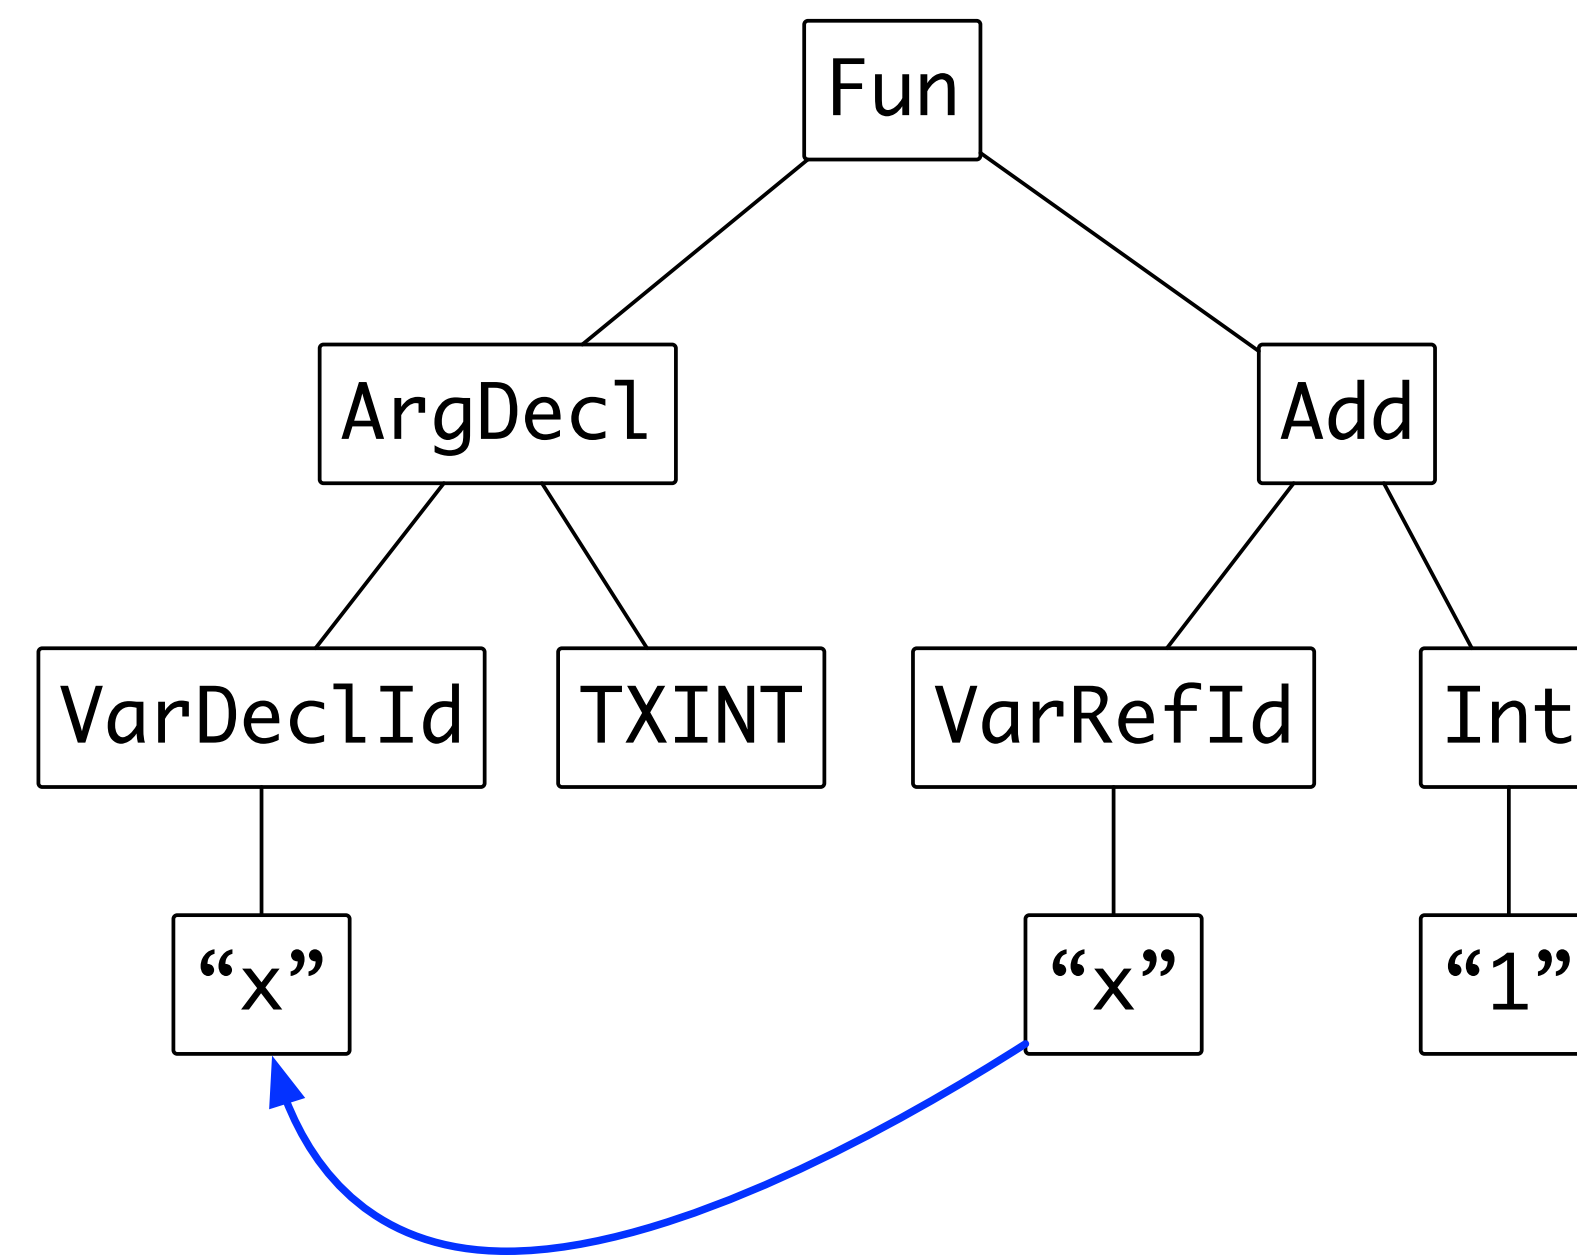 Fun
ArgDecl Add
VarDeclId TXINT VarRefId Int
“x” “x” “1”